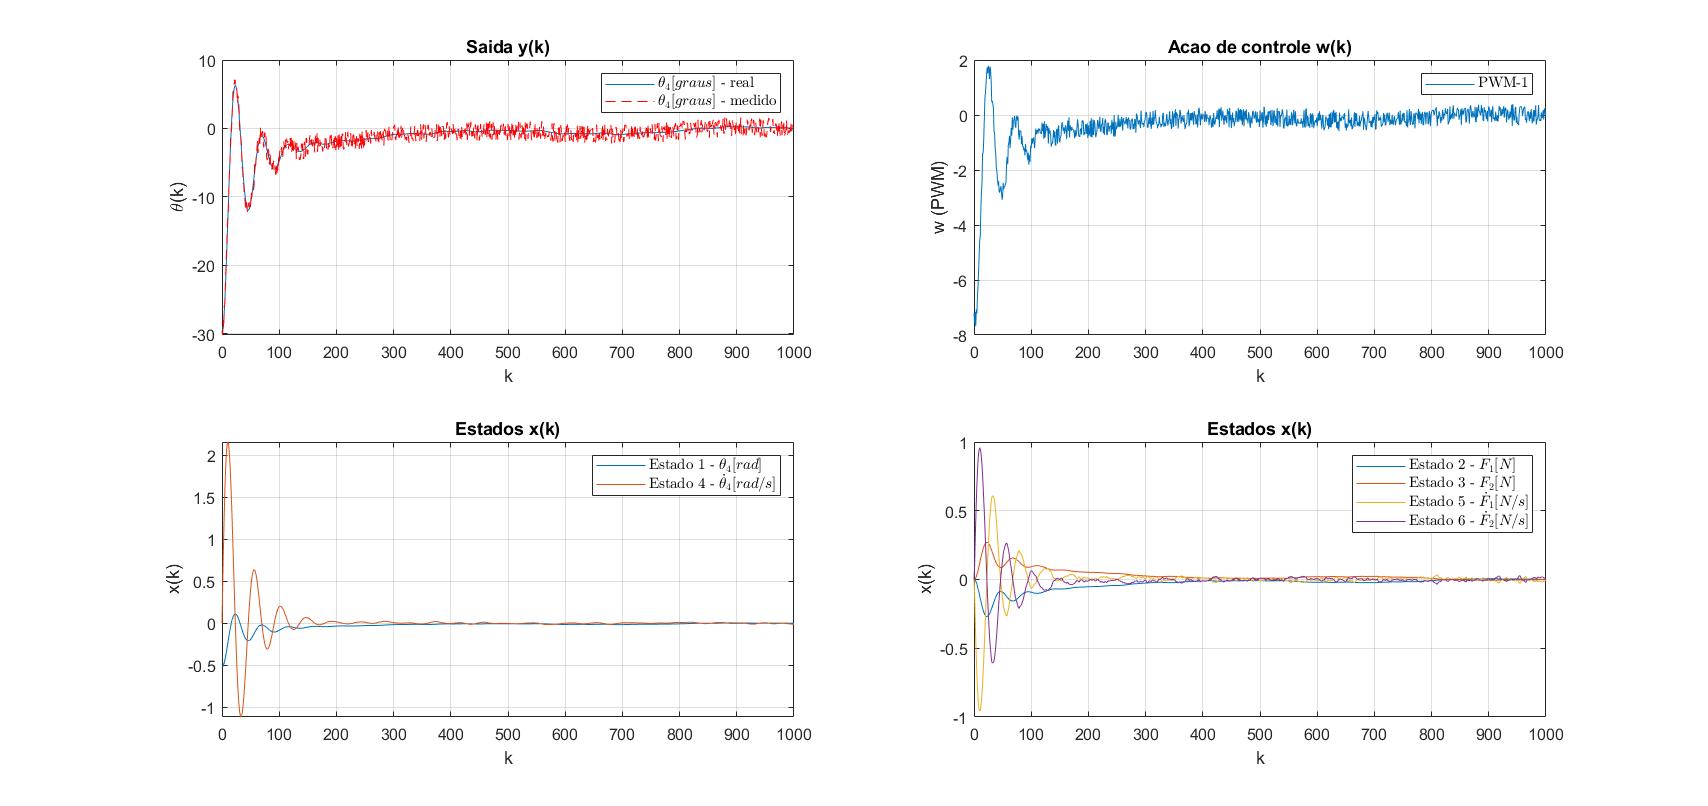 Saida y(k)
10
0
-10
-20
-30
θ(k)
θ₄[graus] - real
θ₄[graus] - medido
0 100 200 300 400 500 600 700 800 900 1000
k
Acao de controle w(k)
2
0
-2
-4
-6
-8
w (PWM)
PWM-1
0 100 200 300 400 500 600 700 800 900 1000
k
Estados x(k)
2
1.5
1
0.5
0
-0.5
-1
x(k)
Estado 1 - θ₄[rad]
Estado 4 - θ̇₄[rad/s]
0 100 200 300 400 500 600 700 800 900 1000
k
Estados x(k)
1
0.5
0
-0.5
-1
x(k)
Estado 2 - F₁[N]
Estado 3 - F₂[N]
Estado 5 - Ḟ₁[N/s]
Estado 6 - Ḟ₂[N/s]
0 100 200 300 400 500 600 700 800 900 1000
k